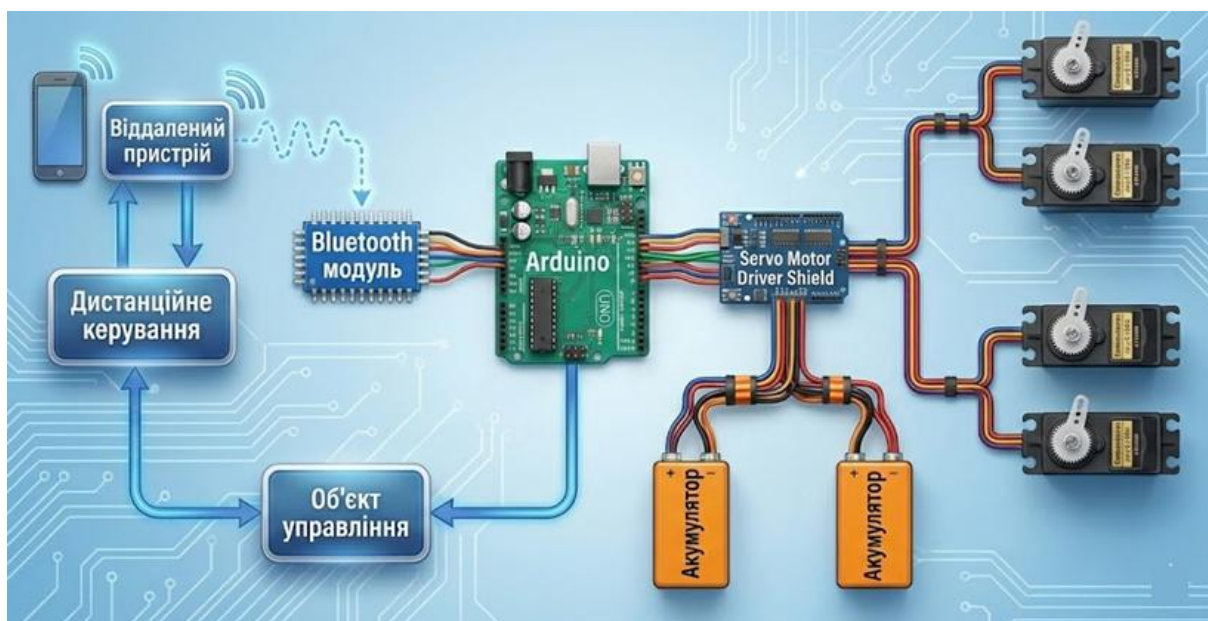 Віддалений
пристрій
Bluetooth
модуль
Arduino
UNO
Servo Motor
Driver Shield
Дистанційне
керування
Об'єкт
управління
+ −
Акумулятор
+ −
Акумулятор